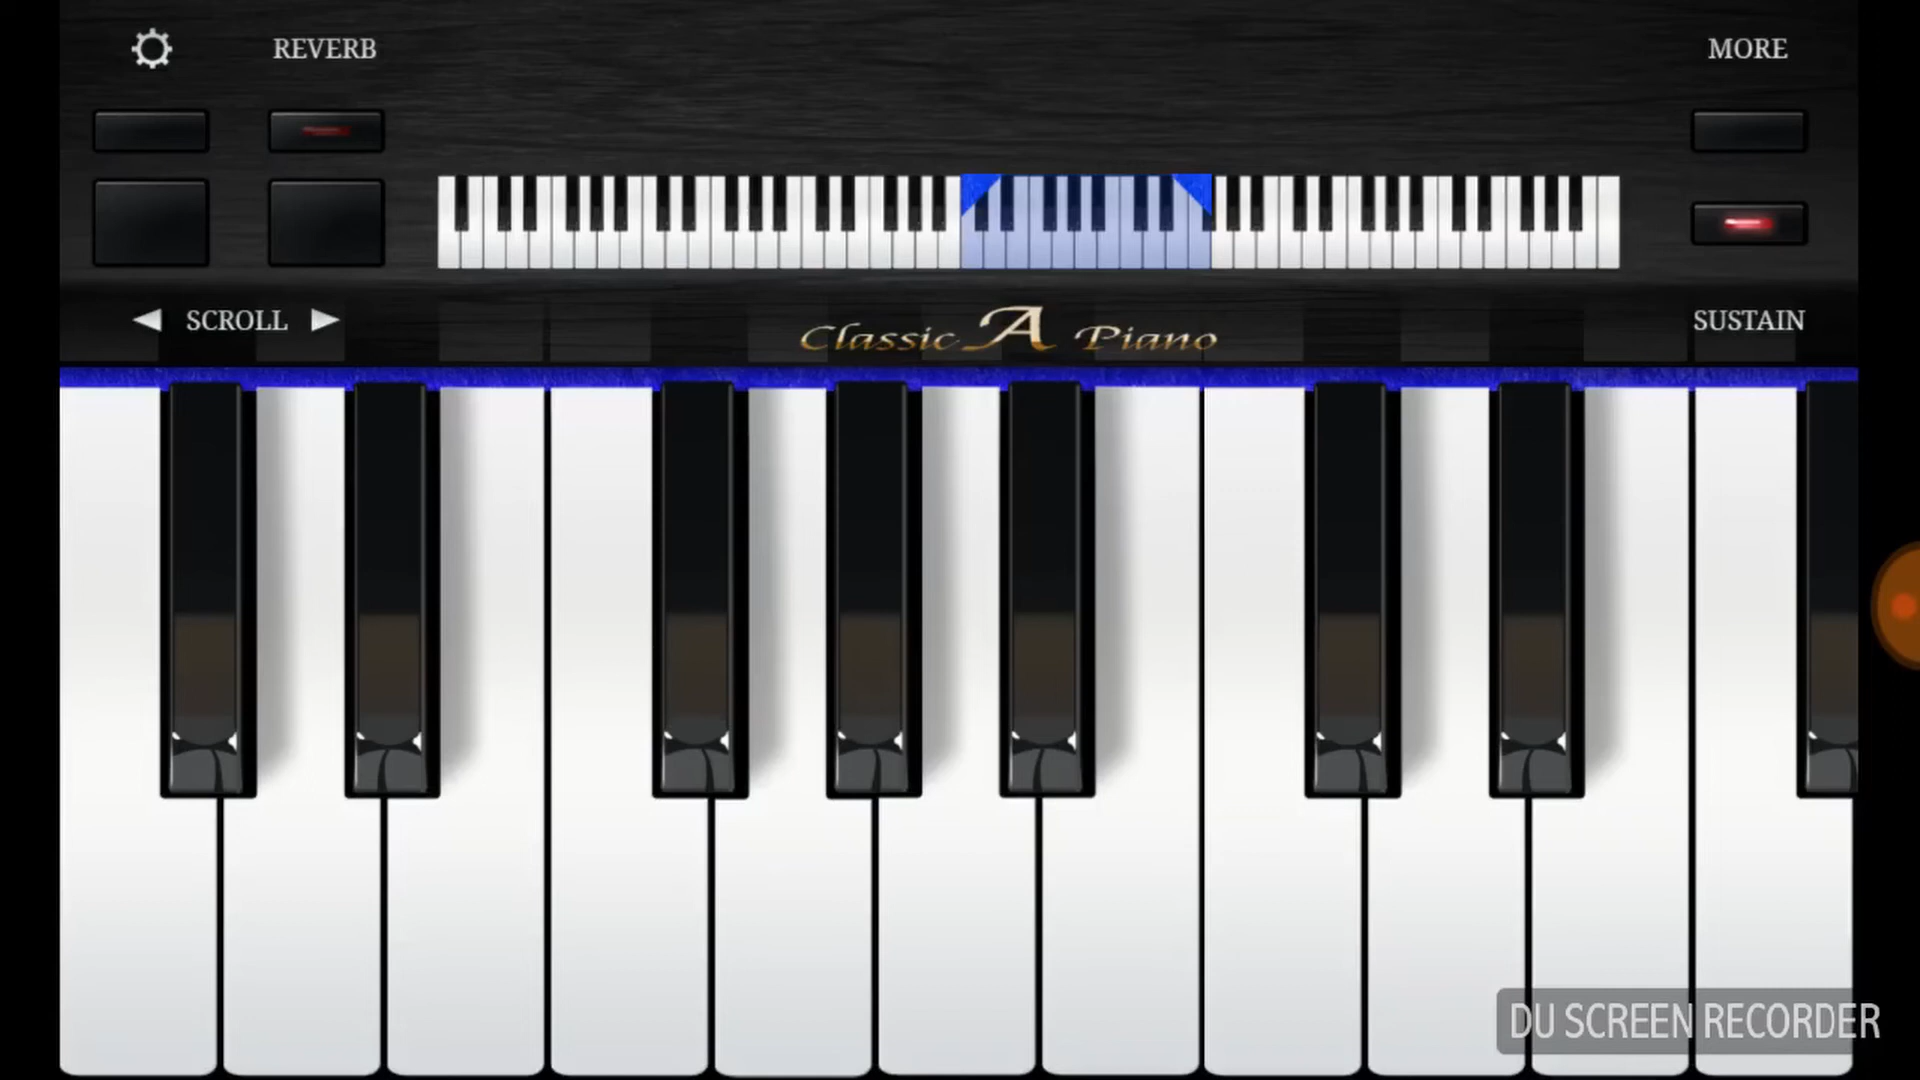 REVERB
MORE
SCROLL
Classic A Piano
SUSTAIN
DU SCREEN RECORDER